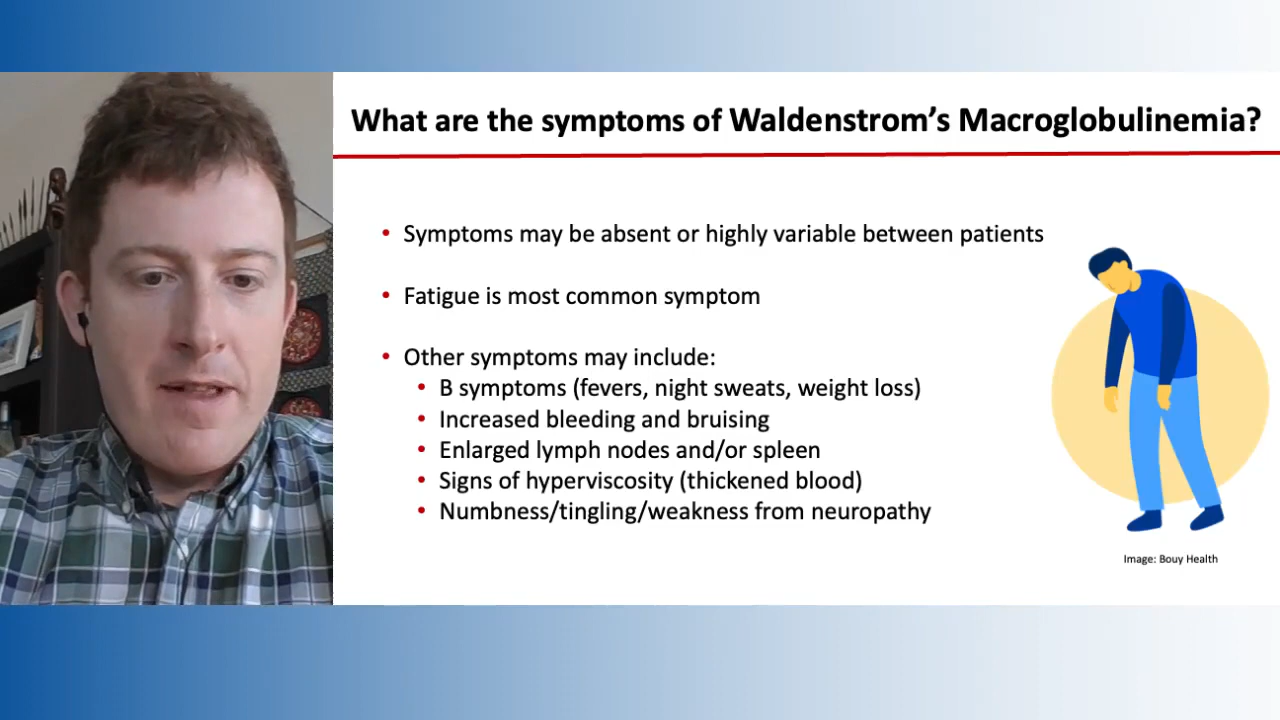 What are the symptoms of Waldenstrom's Macroglobulinemia?
• Symptoms may be absent or highly variable between patients
• Fatigue is most common symptom
• Other symptoms may include:
• B symptoms (fevers, night sweats, weight loss)
• Increased bleeding and bruising
• Enlarged lymph nodes and/or spleen
• Signs of hyperviscosity (thickened blood)
• Numbness/tingling/weakness from neuropathy
Image: Bouy Health